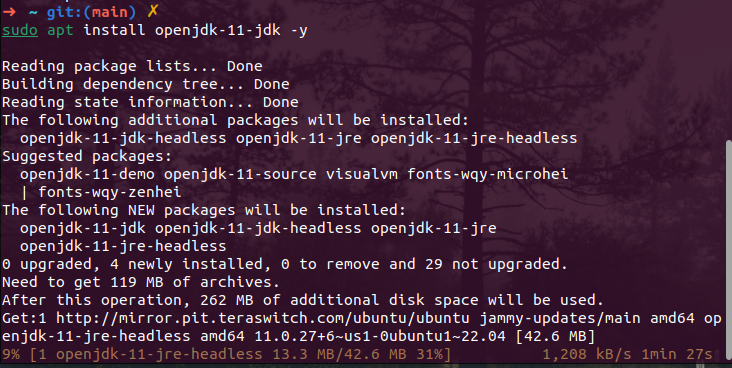 ➜ ~ git:(main) ✗
sudo apt install openjdk-11-jdk -y
Reading package lists... Done
Building dependency tree... Done
Reading state information... Done
The following additional packages will be installed:
openjdk-11-jdk-headless openjdk-11-jre openjdk-11-jre-headless
Suggested packages:
openjdk-11-demo openjdk-11-source visualvm fonts-wqy-microhei
| fonts-wqy-zenhei
The following NEW packages will be installed:
openjdk-11-jdk openjdk-11-jdk-headless openjdk-11-jre
openjdk-11-jre-headless
0 upgraded, 4 newly installed, 0 to remove and 29 not upgraded.
Need to get 119 MB of archives.
After this operation, 262 MB of additional disk space will be used.
Get:1 http://mirror.pit.teraswitch.com/ubuntu/ubuntu jammy-updates/main amd64 op
enjdk-11-jre-headless amd64 11.0.27+6~us1-0ubuntu1~22.04 [42.6 MB]
9% [1 openjdk-11-jre-headless 13.3 MB/42.6 MB 31%] 1,208 kB/s 1min 27s